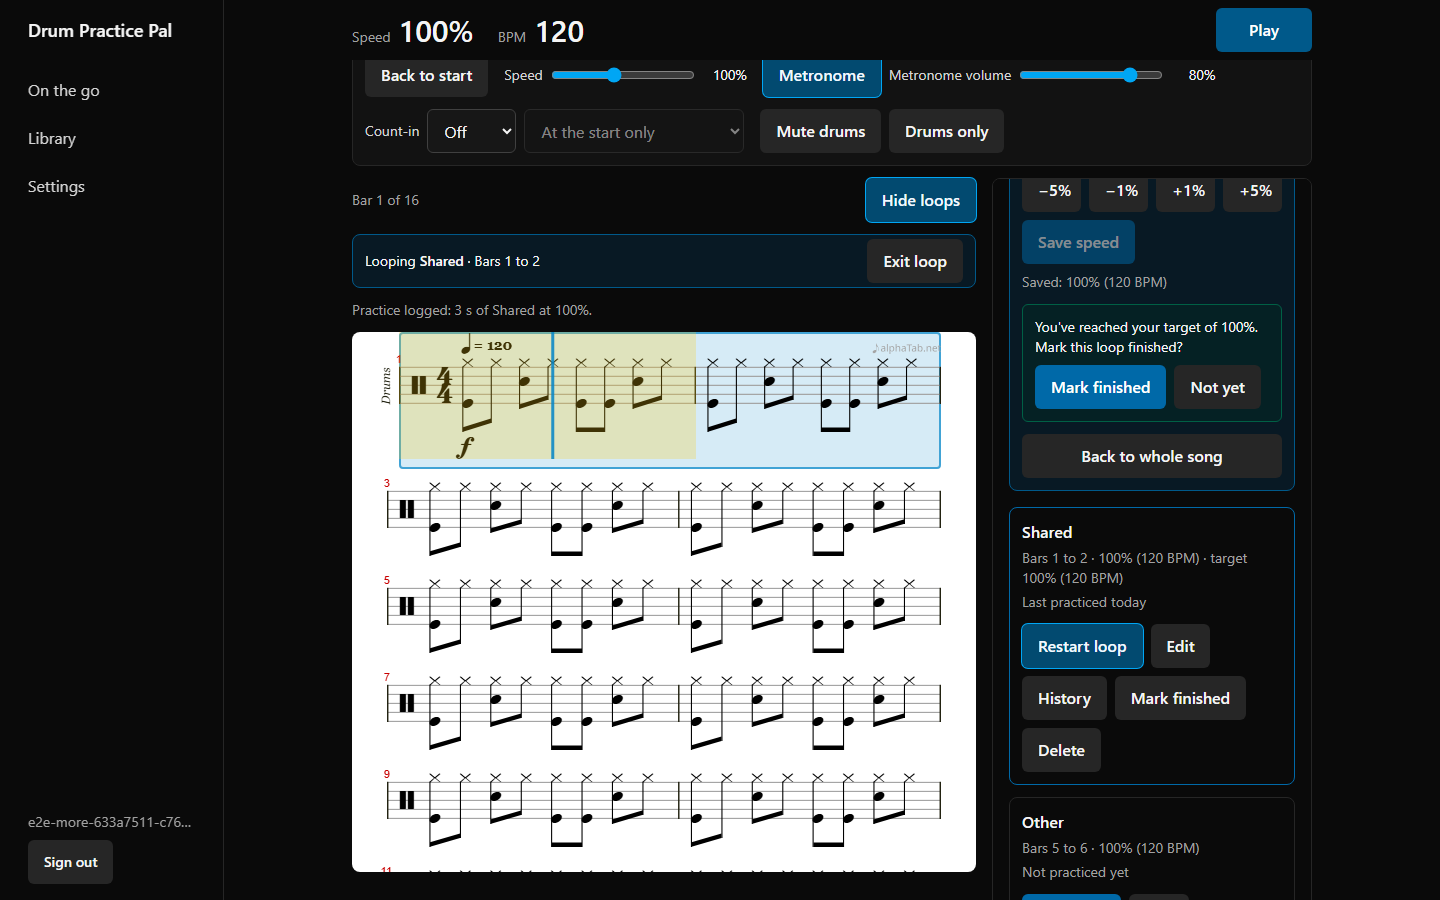 Drum Practice Pal
On the go
Library
Settings
e2e-more-633a7511-c76...
Sign out
Speed 100% BPM 120
Play
Back to start Speed 100% Metronome Metronome volume 80%
Count-in Off At the start only Mute drums Drums only
Bar 1 of 16
Hide loops
Looping Shared · Bars 1 to 2
Exit loop
Practice logged: 3 s of Shared at 100%.
= 120
alphaTab.net
1
Drums
4
4
f
3
5
7
9
11
−5% −1% +1% +5%
Save speed
Saved: 100% (120 BPM)
You've reached your target of 100%.
Mark this loop finished?
Mark finished Not yet
Back to whole song
Shared
Bars 1 to 2 · 100% (120 BPM) · target
100% (120 BPM)
Last practiced today
Restart loop Edit
History Mark finished
Delete
Other
Bars 5 to 6 · 100% (120 BPM)
Not practiced yet